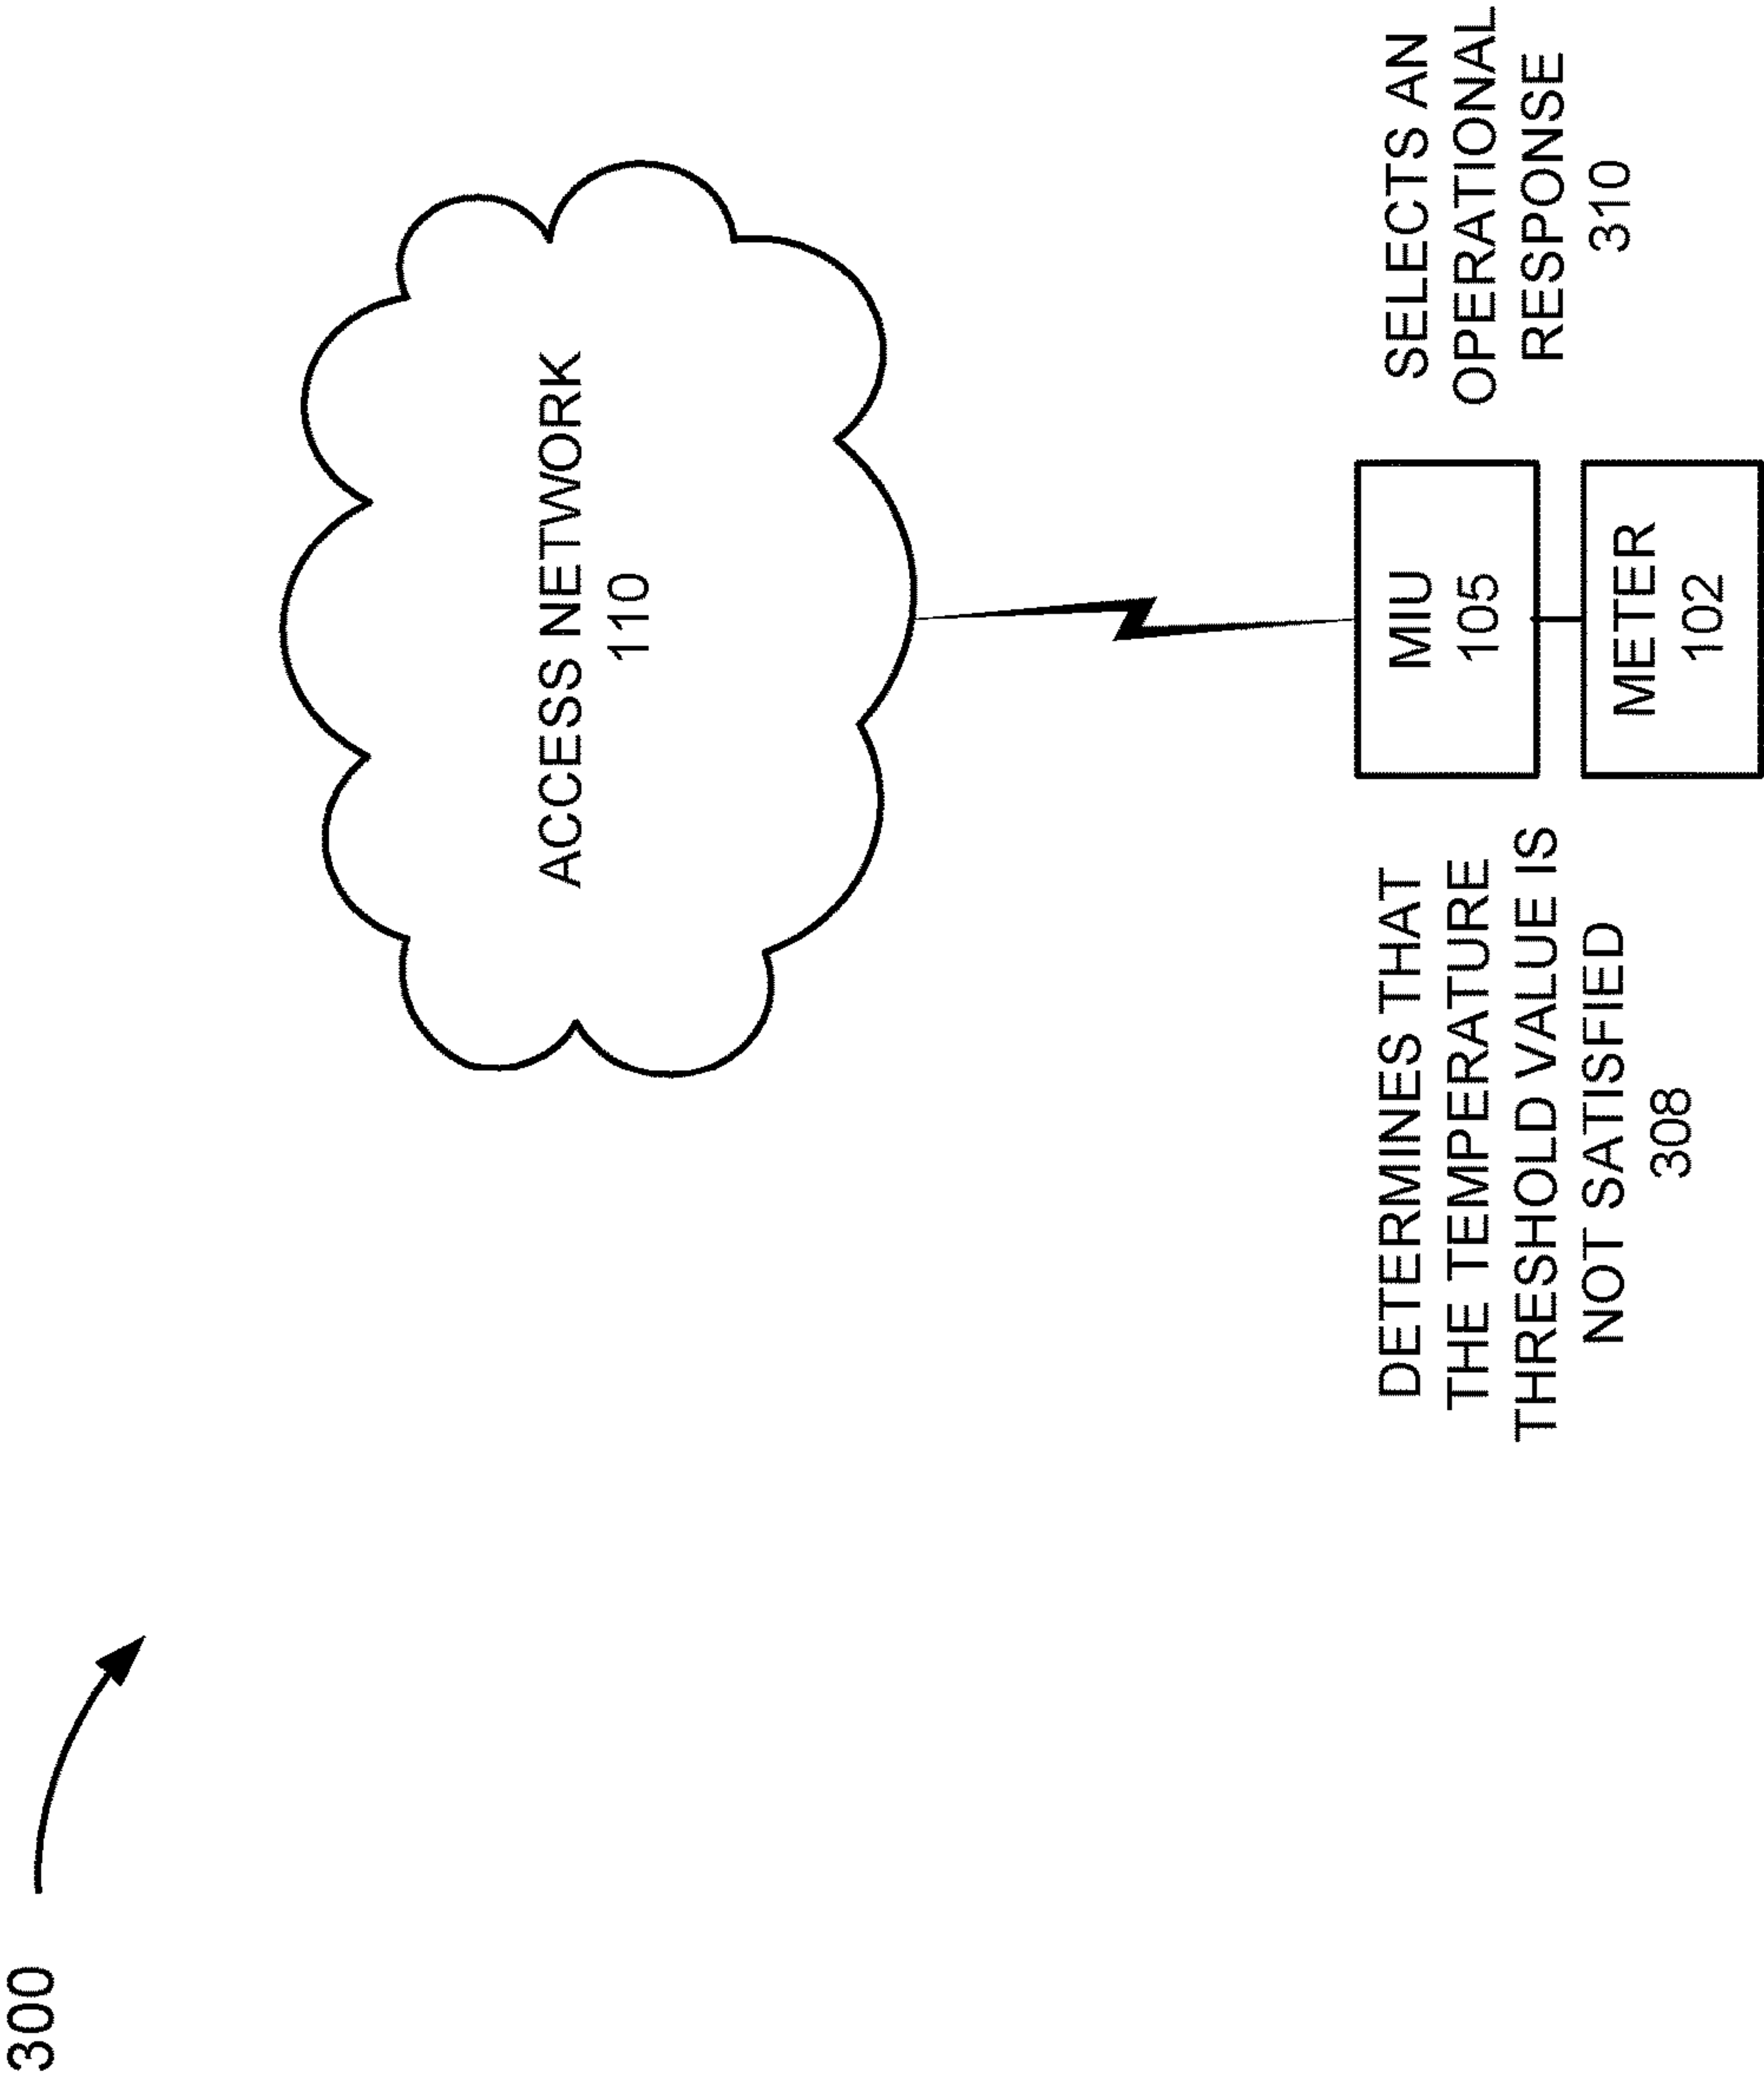 300
ACCESS NETWORK
110
DETERMINES THAT
THE TEMPERATURE
THRESHOLD VALUE IS
NOT SATISFIED
308
MIU
105
METER
102
SELECTS AN
OPERATIONAL
RESPONSE
310